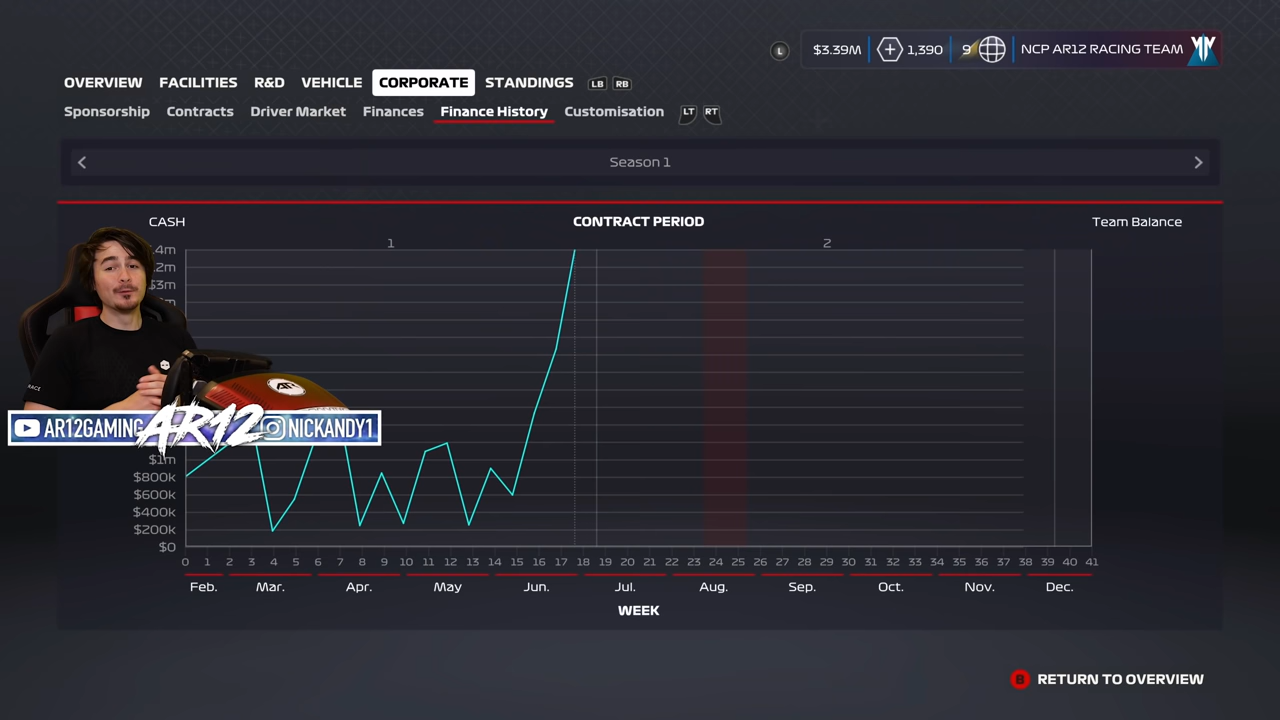 $3.39M 1,390 9 NCP AR12 RACING TEAM
OVERVIEW FACILITIES R&D VEHICLE CORPORATE STANDINGS LB RB
Sponsorship Contracts Driver Market Finances Finance History Customisation LT RT
Season 1
CASH CONTRACT PERIOD Team Balance
1 2
.4m
2m
$3m
AR12GAMING AR12 NICKANDY1
$1m
$800k
$600k
$400k
$200k
$0
0 1 2 3 4 5 6 7 8 9 10 11 12 13 14 15 16 17 18 19 20 21 22 23 24 25 26 27 28 29 30 31 32 33 34 35 36 37 38 39 40 41
Feb. Mar. Apr. May Jun. Jul. Aug. Sep. Oct. Nov. Dec.
WEEK
B RETURN TO OVERVIEW